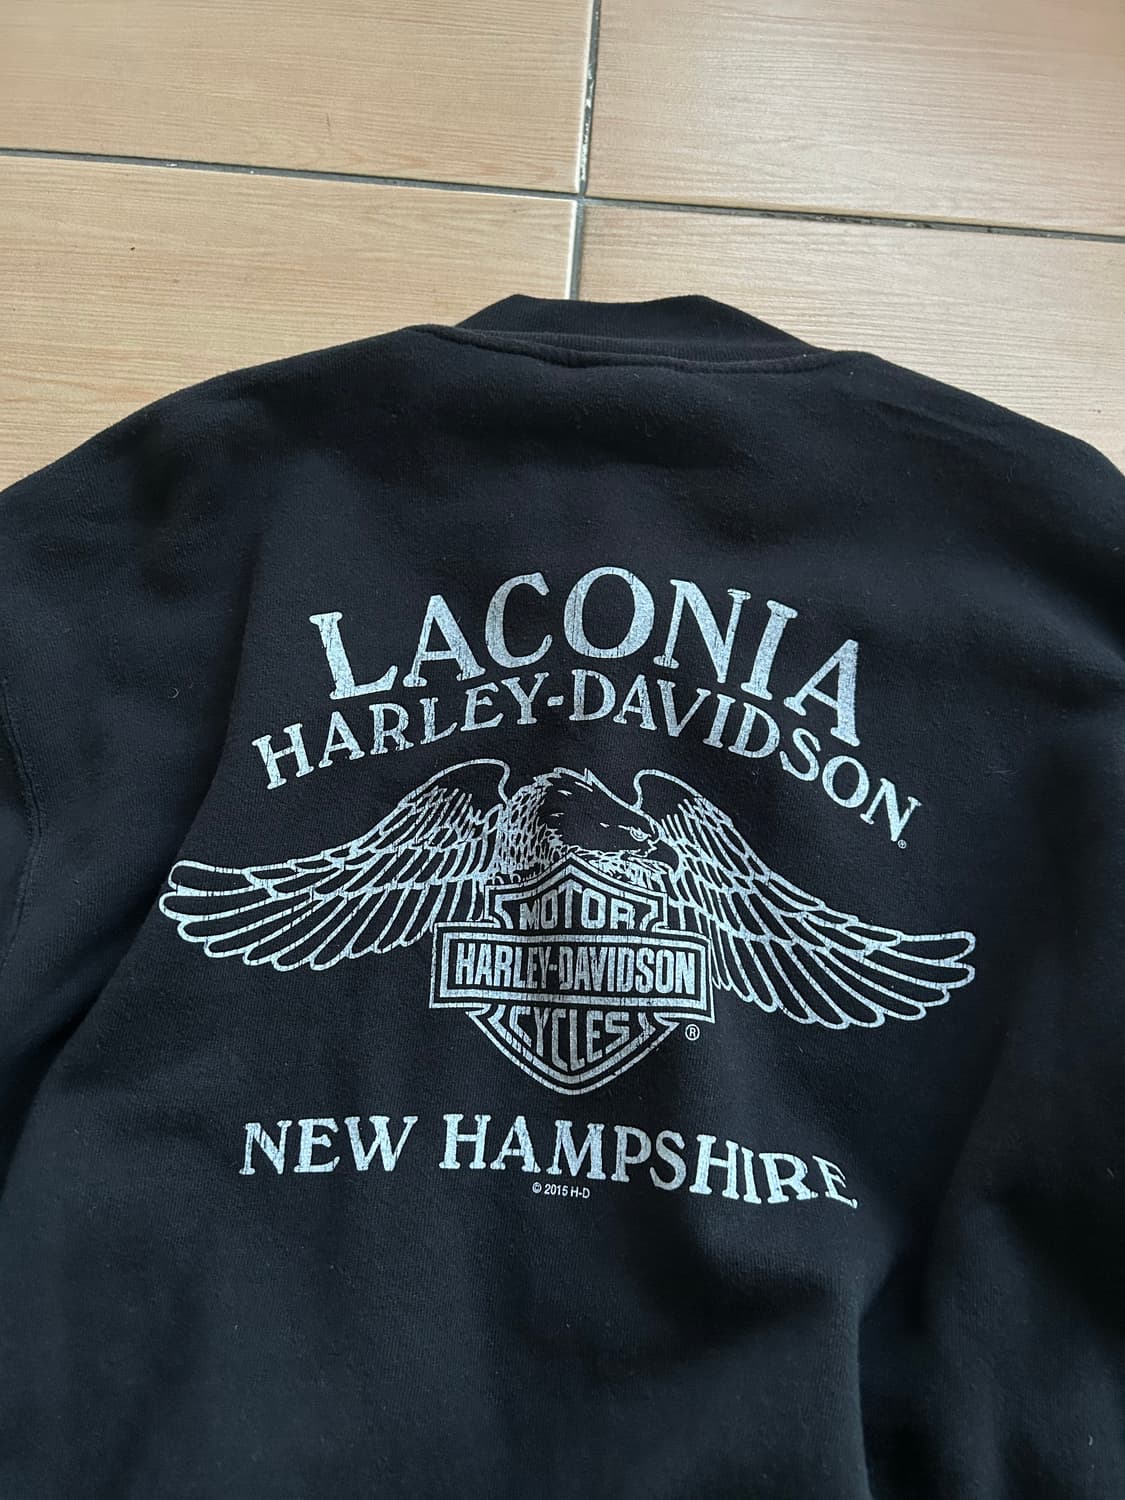 LACONIA
HARLEY-DAVIDSON®
MOTOR
HARLEY-DAVIDSON
CYCLES ®
NEW HAMPSHIRE
© 2015 H-D